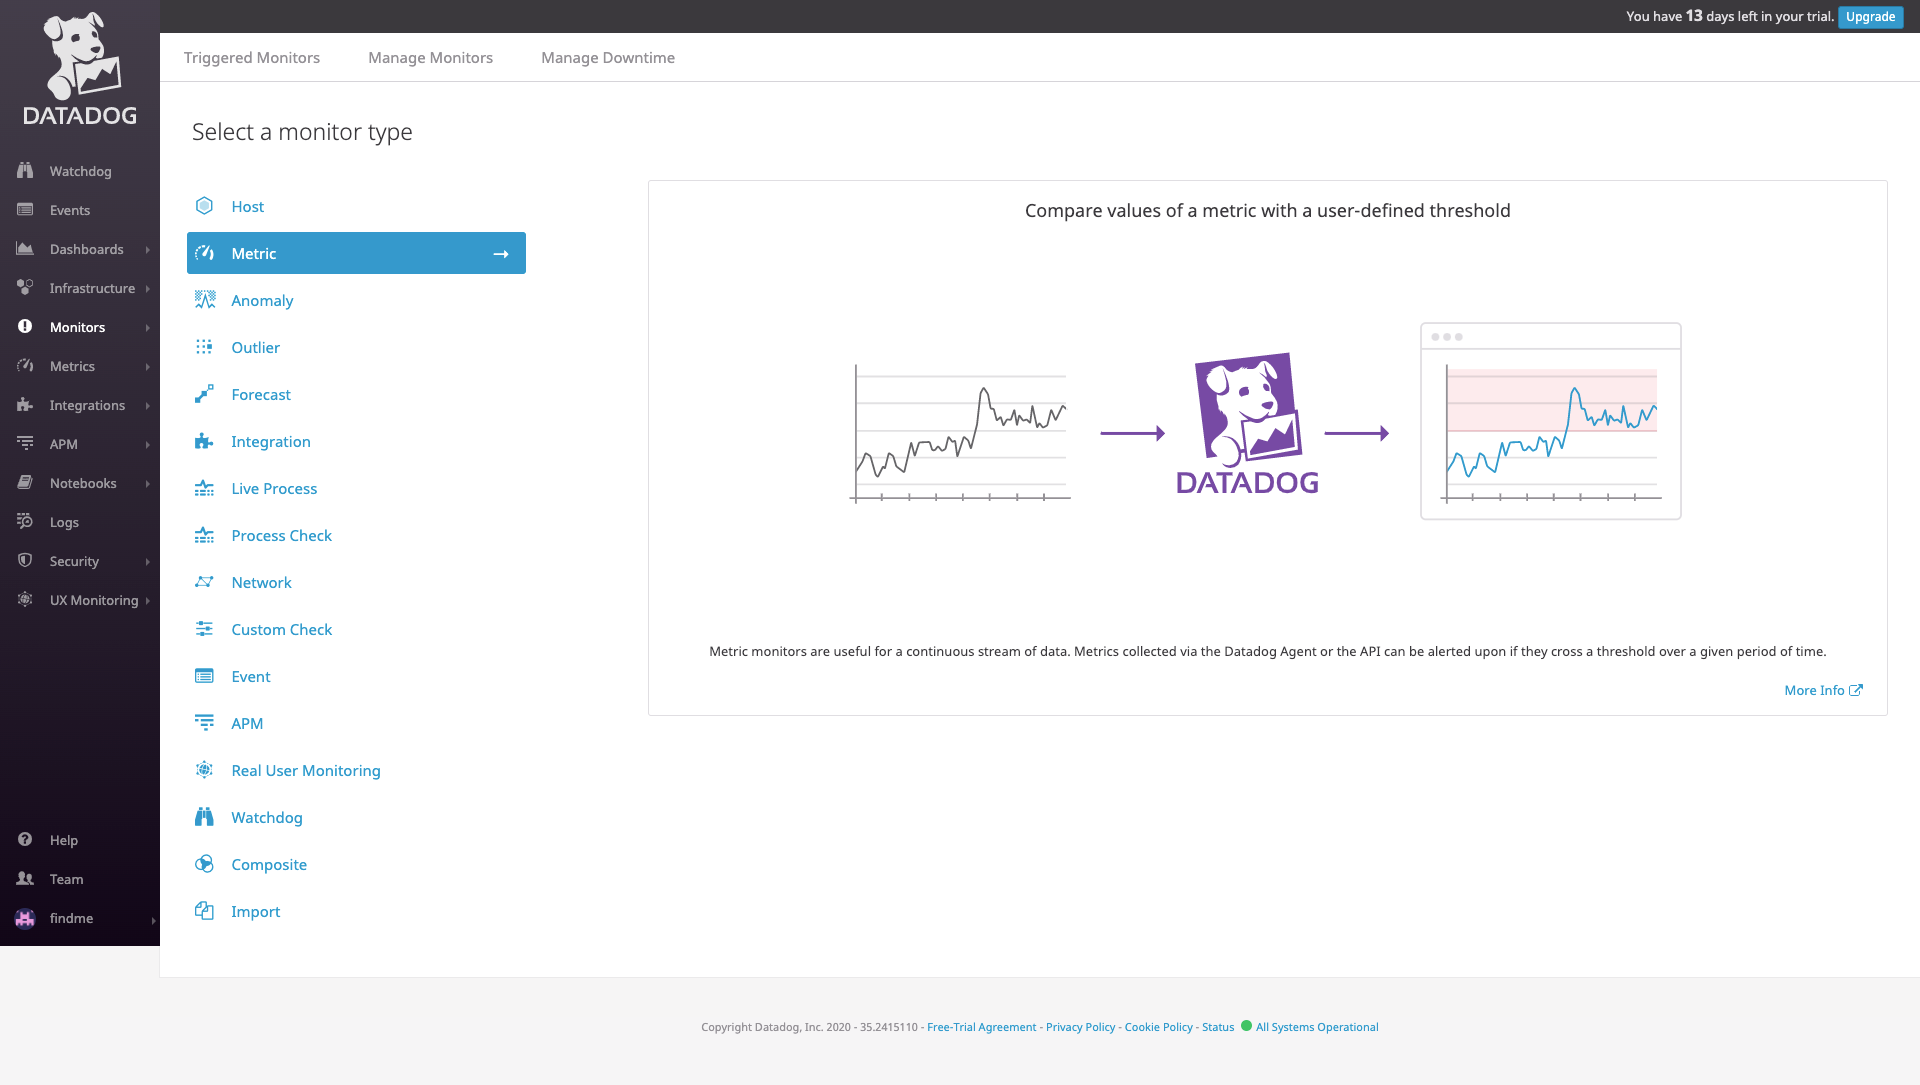 You have 13 days left in your trial. Upgrade
DATADOG
Watchdog
Events
Dashboards
Infrastructure
Monitors
Metrics
Integrations
APM
Notebooks
Logs
Security
UX Monitoring
Help
Team
findme
Triggered Monitors Manage Monitors Manage Downtime
Select a monitor type
Host
Metric
Anomaly
Outlier
Forecast
Integration
Live Process
Process Check
Network
Custom Check
Event
APM
Real User Monitoring
Watchdog
Composite
Import
Compare values of a metric with a user-defined threshold
DATADOG
Metric monitors are useful for a continuous stream of data. Metrics collected via the Datadog Agent or the API can be alerted upon if they cross a threshold over a given period of time.
More Info
Copyright Datadog, Inc. 2020 - 35.2415110 - Free-Trial Agreement - Privacy Policy - Cookie Policy - Status All Systems Operational